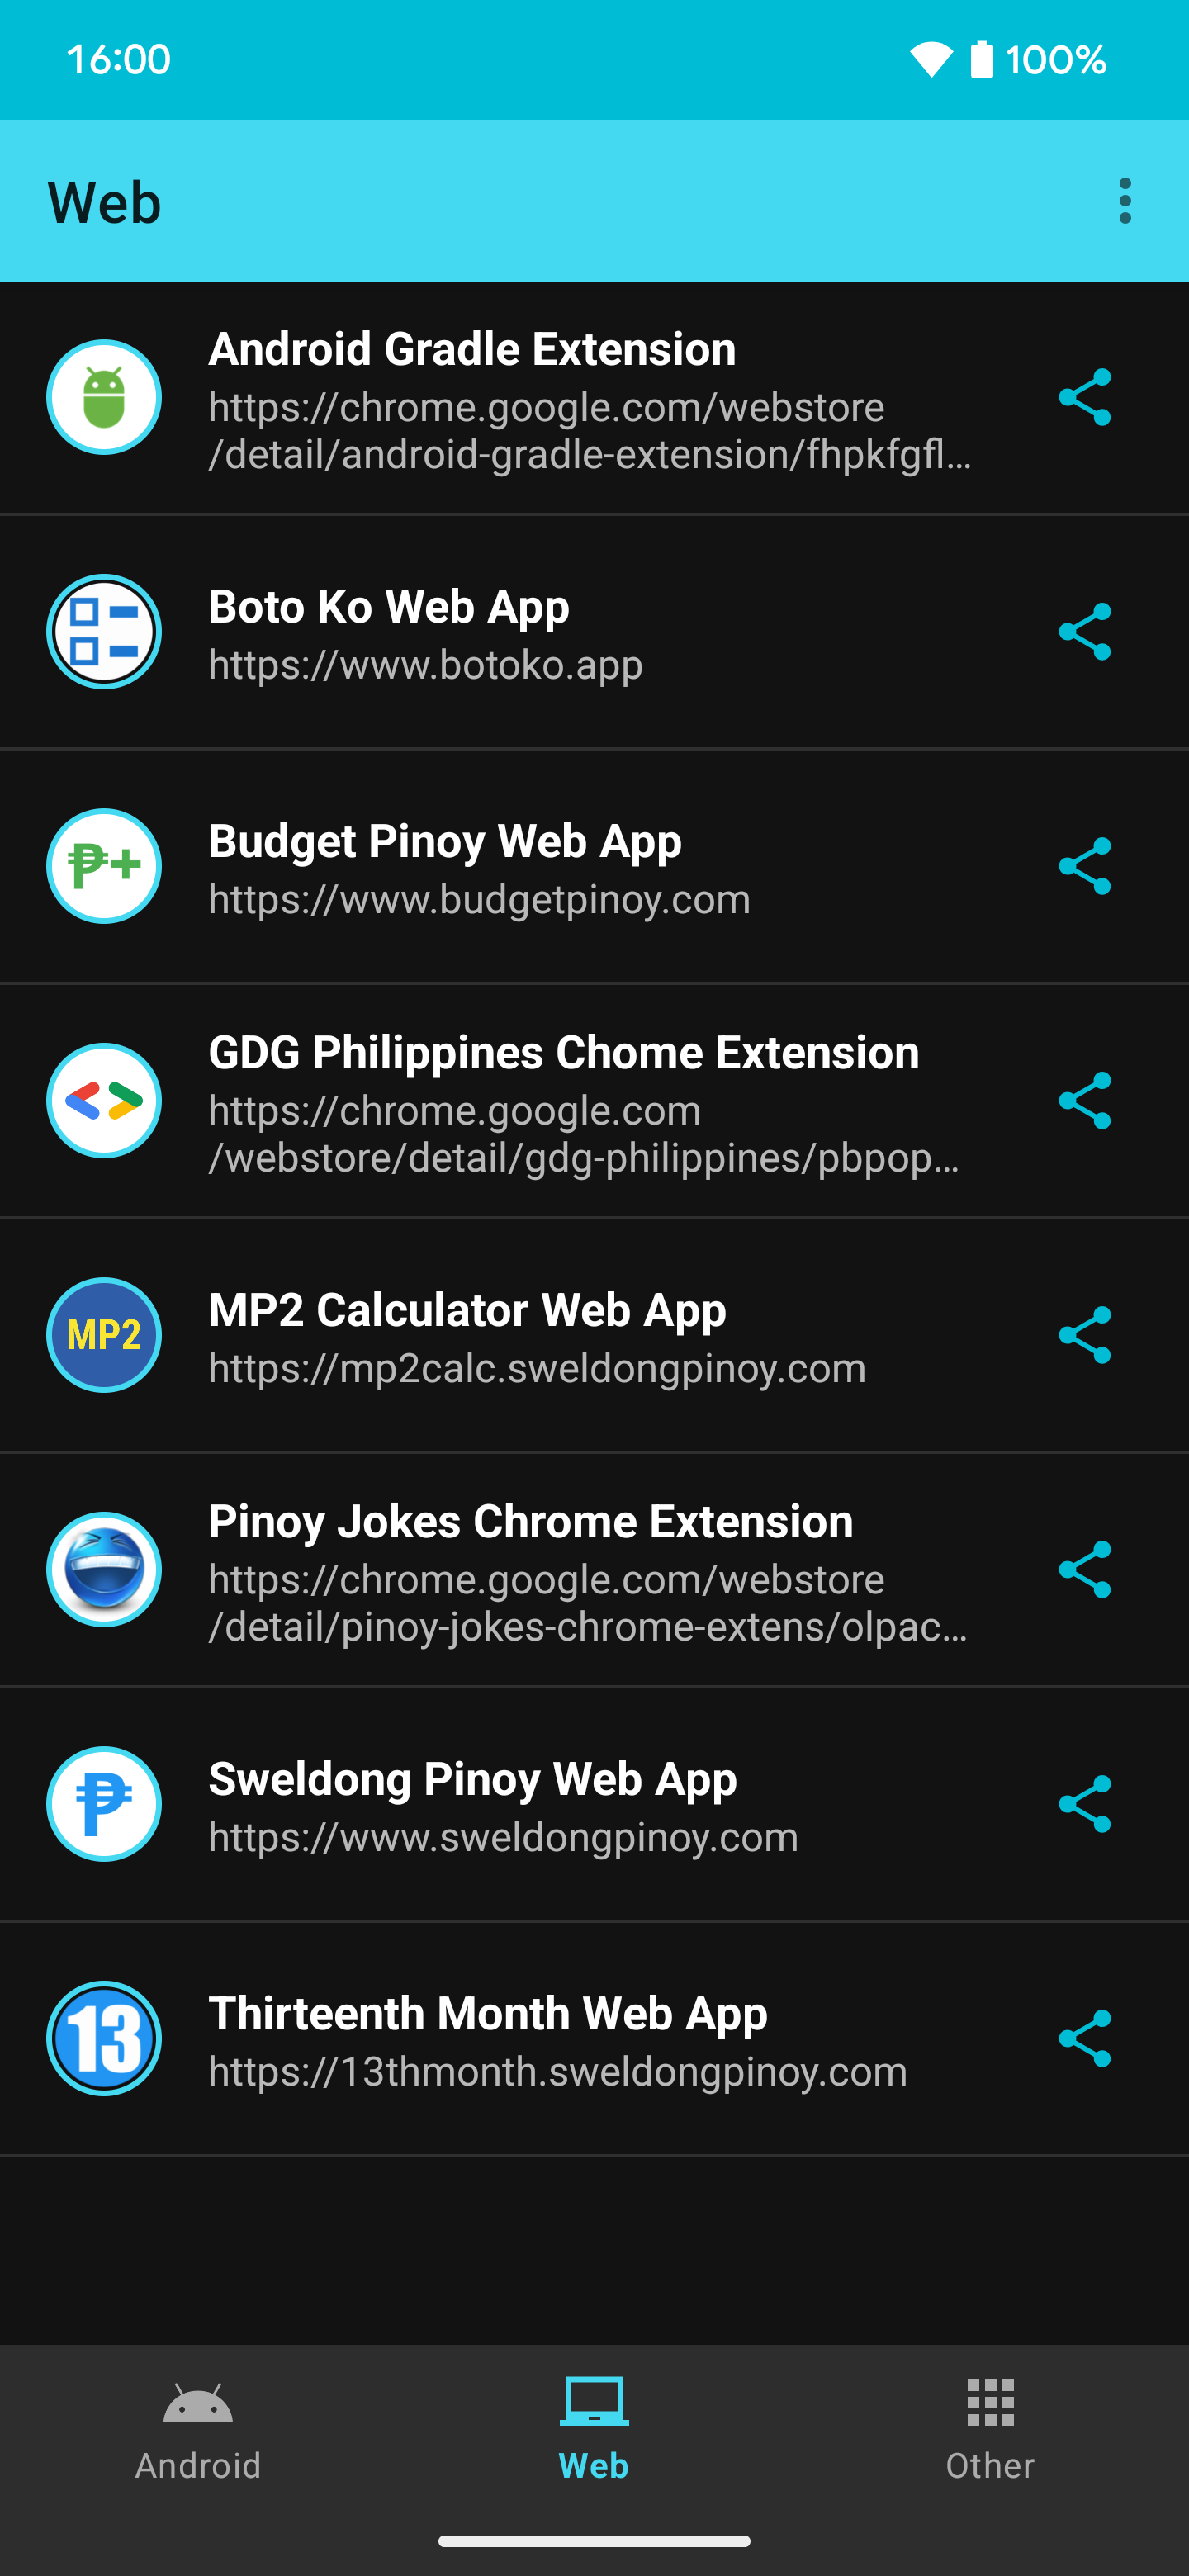 16:00
100%
Web
Android Gradle Extension
https://chrome.google.com/webstore
/detail/android-gradle-extension/fhpkfgfl…
Boto Ko Web App
https://www.botoko.app
₱+
Budget Pinoy Web App
https://www.budgetpinoy.com
GDG Philippines Chome Extension
https://chrome.google.com
/webstore/detail/gdg-philippines/pbpop…
MP2
MP2 Calculator Web App
https://mp2calc.sweldongpinoy.com
Pinoy Jokes Chrome Extension
https://chrome.google.com/webstore
/detail/pinoy-jokes-chrome-extens/olpac…
₱
Sweldong Pinoy Web App
https://www.sweldongpinoy.com
13
Thirteenth Month Web App
https://13thmonth.sweldongpinoy.com
Android
Web
Other